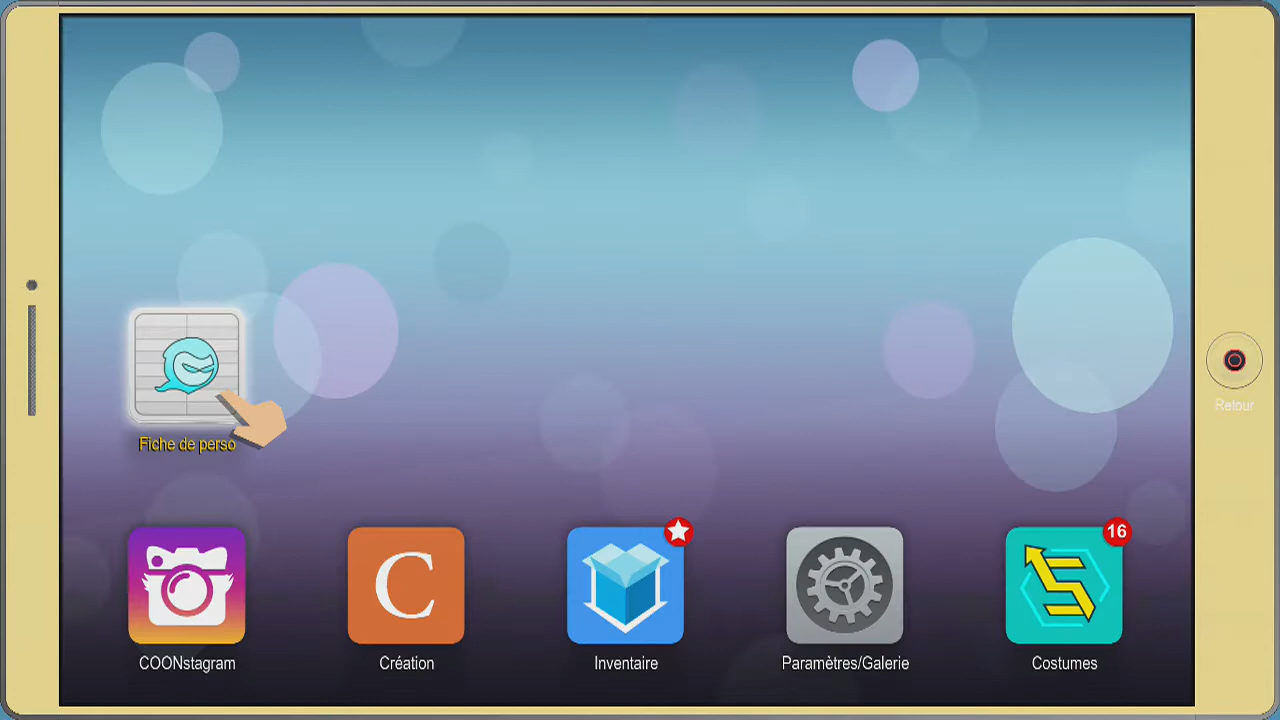 Retour
Fiche de perso
16
C
COONstagram
Création
Inventaire
Paramètres/Galerie
Costumes